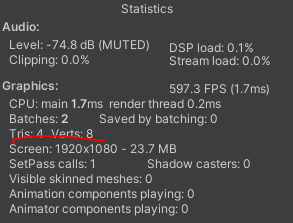 Statistics
Audio:
Level: -74.8 dB (MUTED) DSP load: 0.1%
Clipping: 0.0% Stream load: 0.0%
Graphics: 597.3 FPS (1.7ms)
CPU: main 1.7ms render thread 0.2ms
Batches: 2 Saved by batching: 0
Tris: 4 Verts: 8
Screen: 1920x1080 - 23.7 MB
SetPass calls: 1 Shadow casters: 0
Visible skinned meshes: 0
Animation components playing: 0
Animator components playing: 0